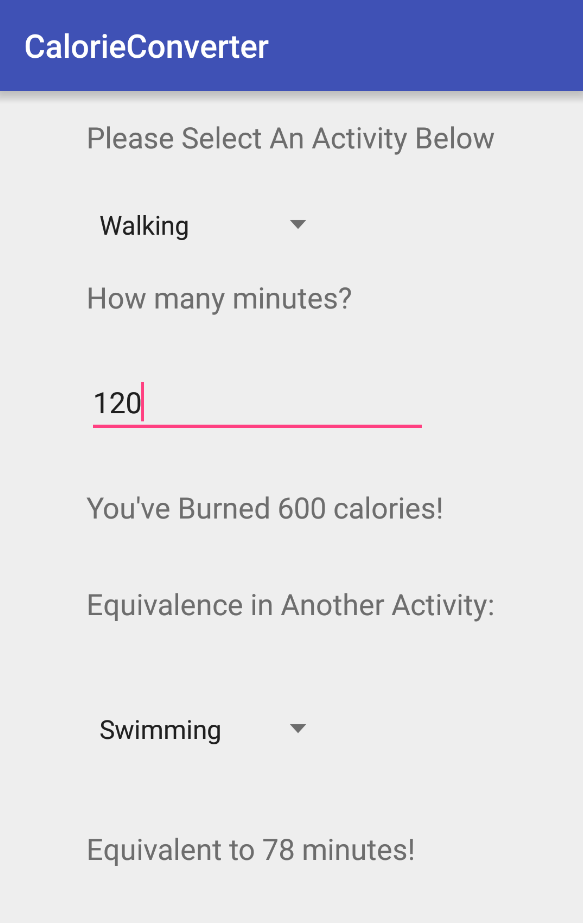 CalorieConverter
Please Select An Activity Below
Walking
How many minutes?
120
You've Burned 600 calories!
Equivalence in Another Activity:
Swimming
Equivalent to 78 minutes!